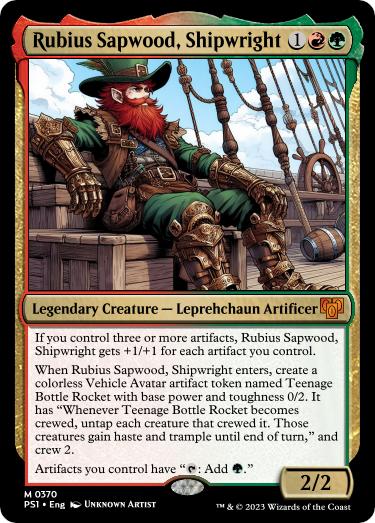 Rubius Sapwood, Shipwright 1
Legendary Creature — Leprehchaun Artificer
If you control three or more artifacts, Rubius Sapwood,
Shipwright gets +1/+1 for each artifact you control.
When Rubius Sapwood, Shipwright enters, create a
colorless Vehicle Avatar artifact token named Teenage
Bottle Rocket with base power and toughness 0/2. It
has “Whenever Teenage Bottle Rocket becomes
crewed, untap each creature that crewed it. Those
creatures gain haste and trample until end of turn,” and
crew 2.
Artifacts you control have “: Add .”
2/2
M 0370
PS1 • Eng Unknown Artist
™ & © 2023 Wizards of the Coast